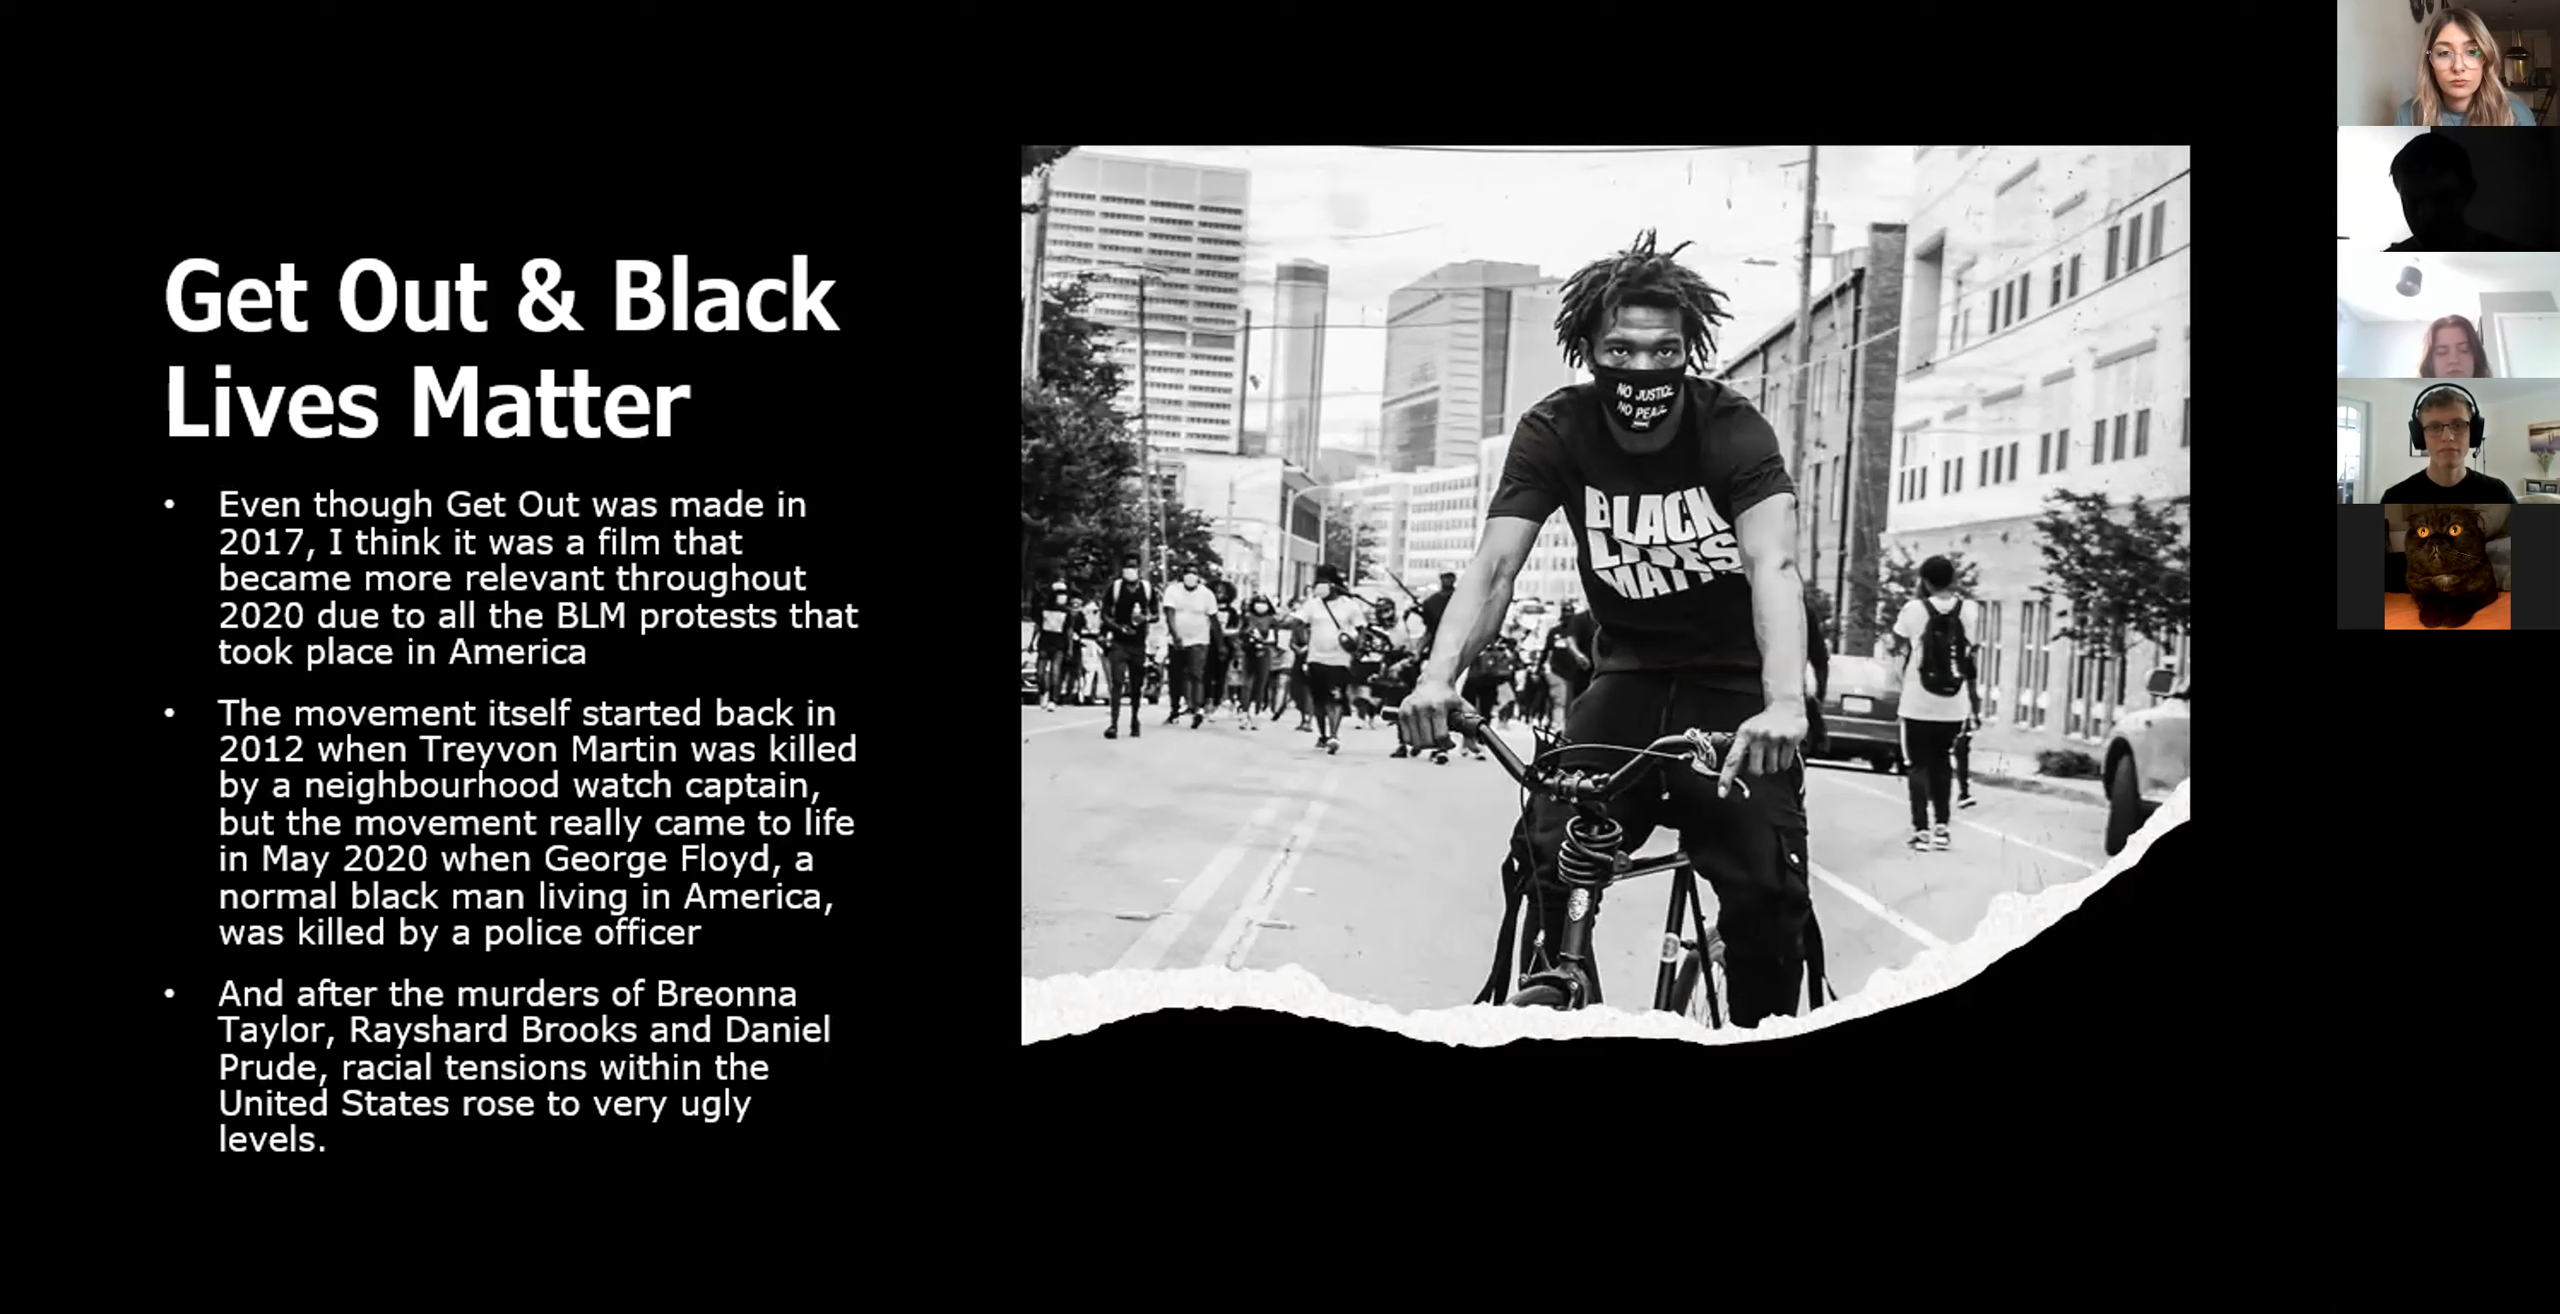 Get Out & Black
Lives Matter
• Even though Get Out was made in
2017, I think it was a film that
became more relevant throughout
2020 due to all the BLM protests that
took place in America
• The movement itself started back in
2012 when Treyvon Martin was killed
by a neighbourhood watch captain,
but the movement really came to life
in May 2020 when George Floyd, a
normal black man living in America,
was killed by a police officer
• And after the murders of Breonna
Taylor, Rayshard Brooks and Daniel
Prude, racial tensions within the
United States rose to very ugly
levels.
NO JUSTICE
NO PEACE
BLACK
LIVES
MATTER